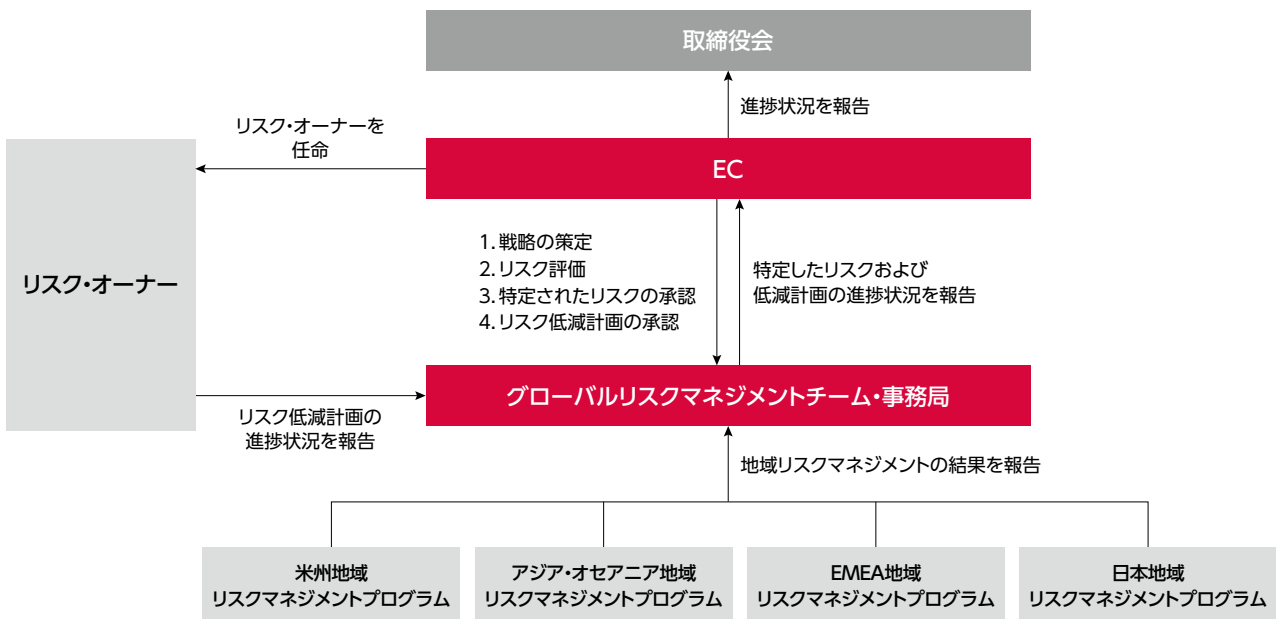 取締役会
進捗状況を報告
リスク・オーナーを
任命
EC
リスク・オーナー
1. 戦略の策定
2. リスク評価
3. 特定されたリスクの承認
4. リスク低減計画の承認
特定したリスクおよび
低減計画の進捗状況を報告
グローバルリスクマネジメントチーム・事務局
リスク低減計画の
進捗状況を報告
地域リスクマネジメントの結果を報告
米州地域
リスクマネジメントプログラム
アジア・オセアニア地域
リスクマネジメントプログラム
EMEA地域
リスクマネジメントプログラム
日本地域
リスクマネジメントプログラム